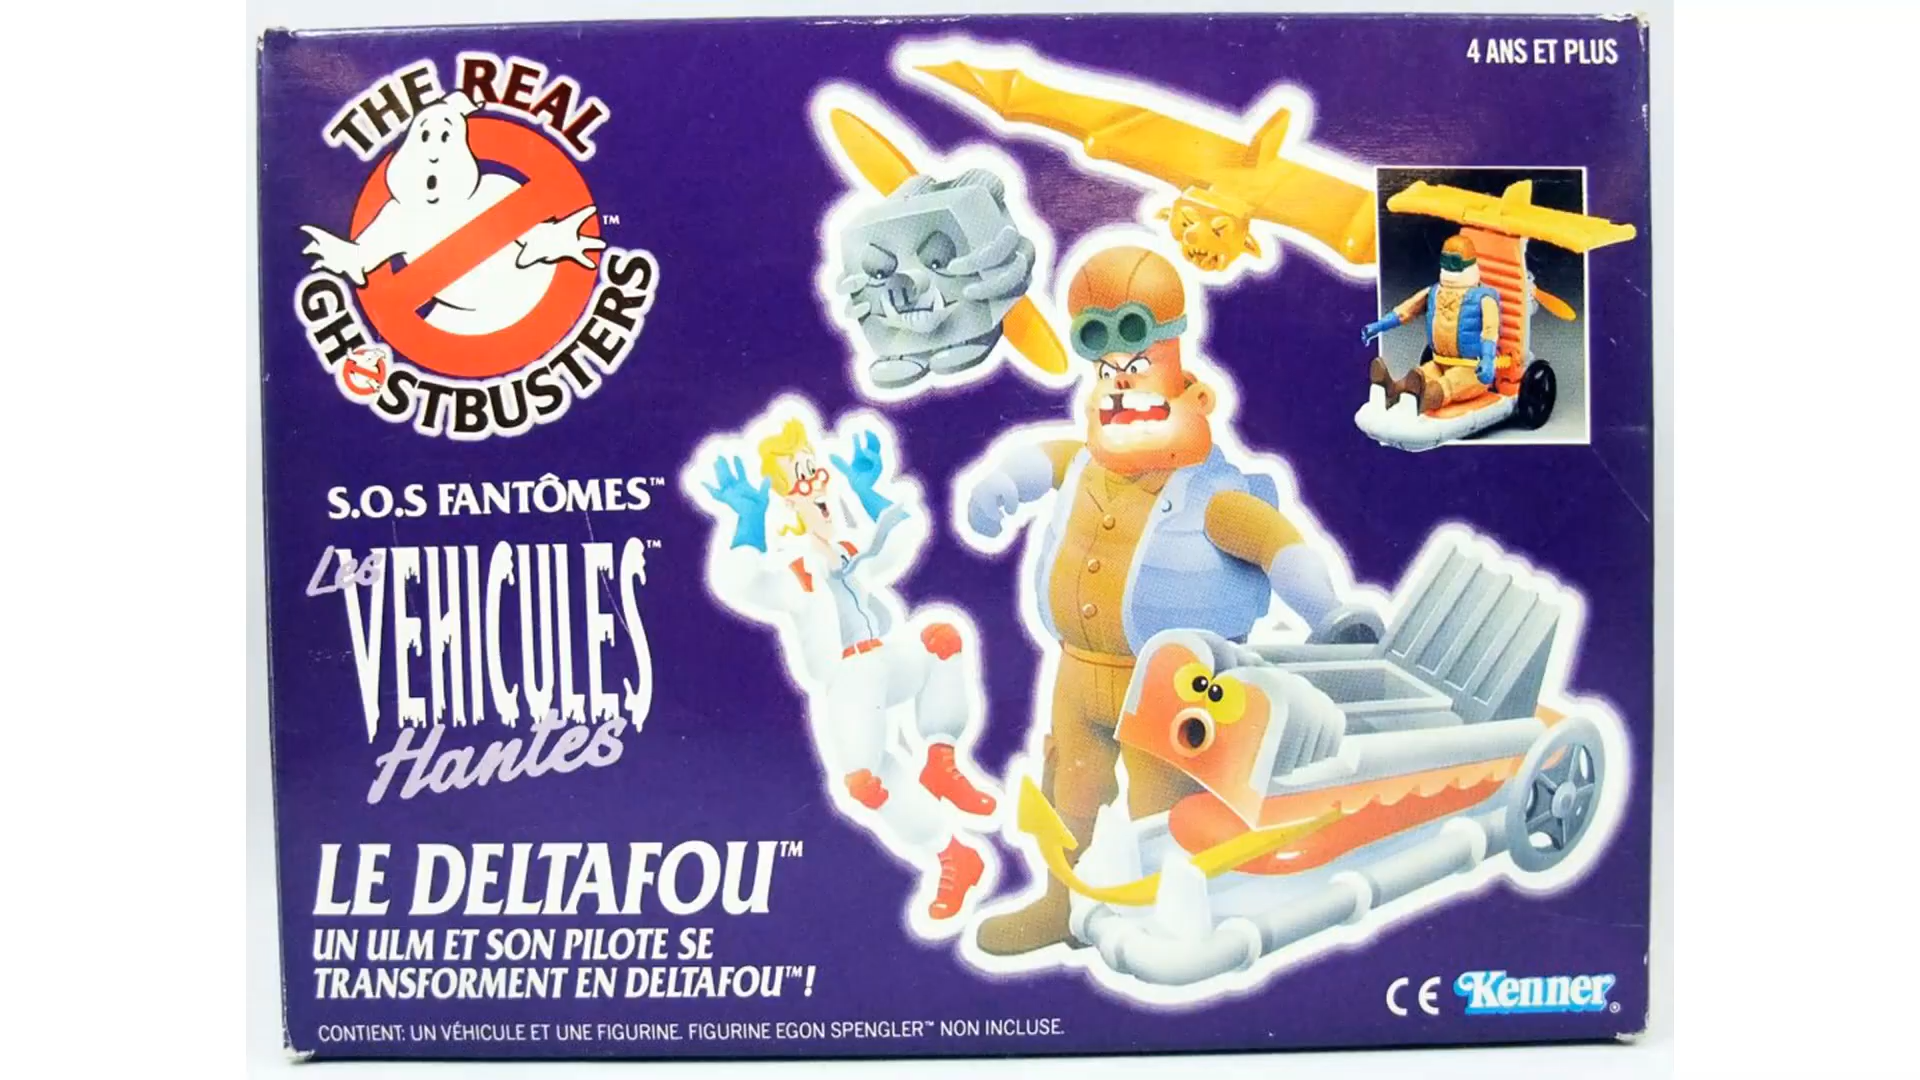 4 ANS ET PLUS
THE REAL
GHOSTBUSTERS
™
S.O.S FANTÔMES™
Les
VEHICULES™
Hantes
LE DELTAFOU™
UN ULM ET SON PILOTE SE
TRANSFORMENT EN DELTAFOU™!
CONTIENT: UN VÉHICULE ET UNE FIGURINE. FIGURINE EGON SPENGLER™ NON INCLUSE.
CE Kenner®